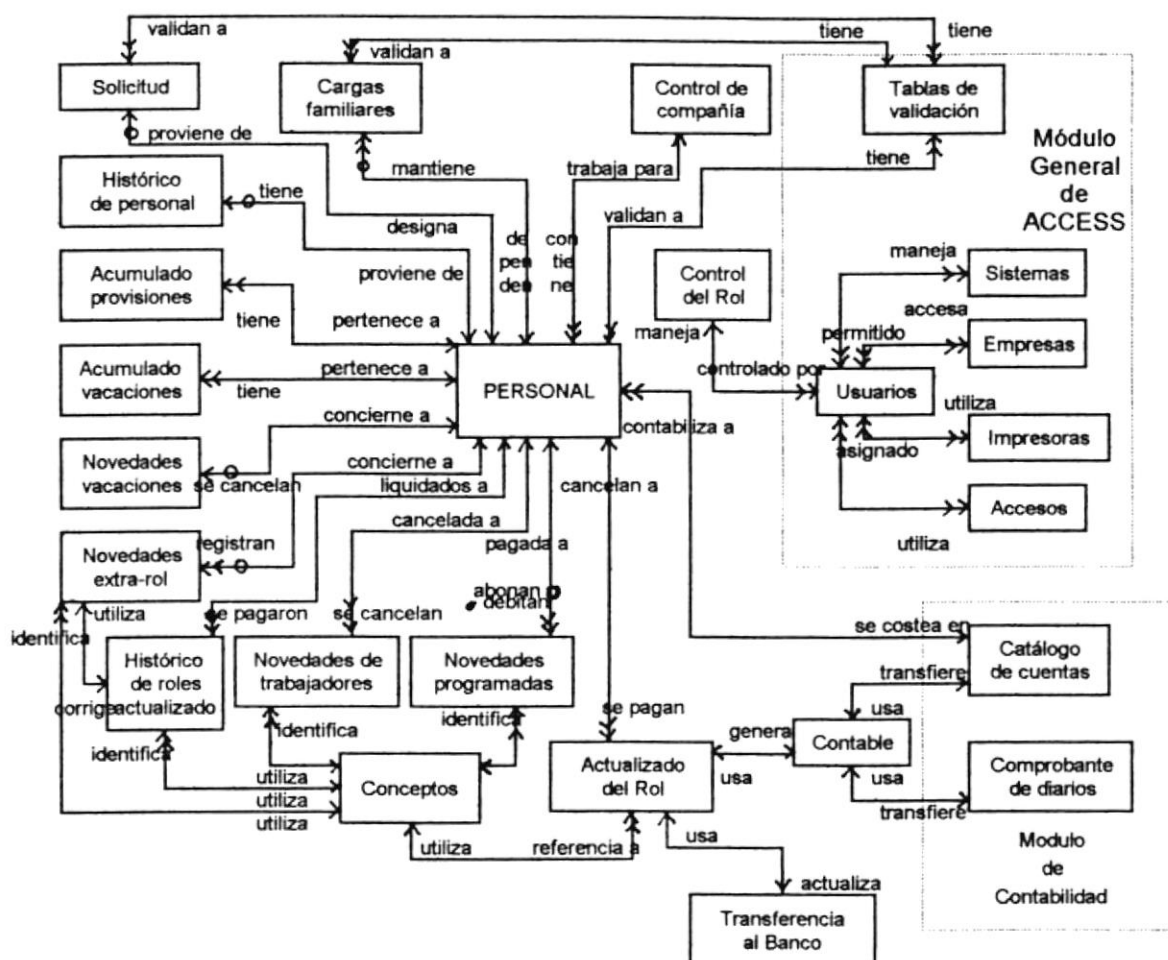 validan a
tiene
tiene
validan a
Solicitud
Cargas
familiares
Control de
compañía
Tablas de
validación
Módulo
General
de
ACCESS
proviene de
mantiene
trabaja para
tiene
Histórico
de personal
tiene
designa
de
pen
den
con
tie
ne
validan a
proviene de
Acumulado
provisiones
tiene
pertenece a
Control
del Rol
maneja
maneja
Sistemas
accesa
permitido
Empresas
Acumulado
vacaciones
pertenece a
tiene
PERSONAL
controlado por
Usuarios
utiliza
asignado
Impresoras
concierne a
contabiliza a
Novedades
vacaciones
se cancelan
concierne a
liquidados a
cancelan a
Accesos
utiliza
cancelada a
pagada a
Novedades
extra-rol
registran
utiliza
identifica
se pagaron
se cancelan
abonan
debitan
se costea en
Catálogo
de cuentas
transfiere
usa
Histórico
de roles
actualizado
corrige
identifica
Novedades de
trabajadores
identifica
Novedades
programadas
identifica
se pagan
genera
usa
Contable
usa
transfiere
Comprobante
de diarios
utiliza
utiliza
utiliza
Conceptos
Actualizado
del Rol
utiliza
referencia a
usa
actualiza
Transferencia
al Banco
Modulo
de
Contabilidad